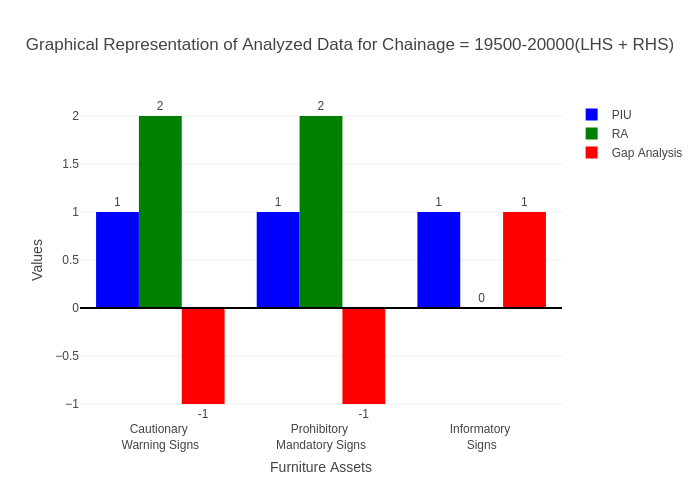 Graphical Representation of Analyzed Data for Chainage = 19500-20000(LHS + RHS)
PIU
RA
Gap Analysis
Values
2
1.5
1
0.5
0
−0.5
−1
1
2
-1
1
2
-1
1
0
1
Cautionary
Warning Signs
Prohibitory
Mandatory Signs
Informatory
Signs
Furniture Assets